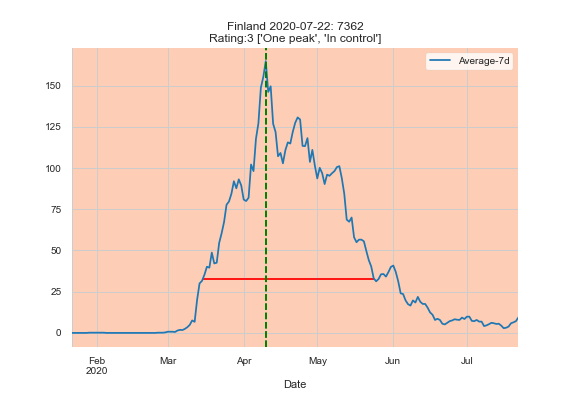 Finland 2020-07-22: 7362
Rating:3 ['One peak', 'In control']
Average-7d
150
125
100
75
50
25
0
Feb
2020
Mar
Apr
May
Jun
Jul
Date